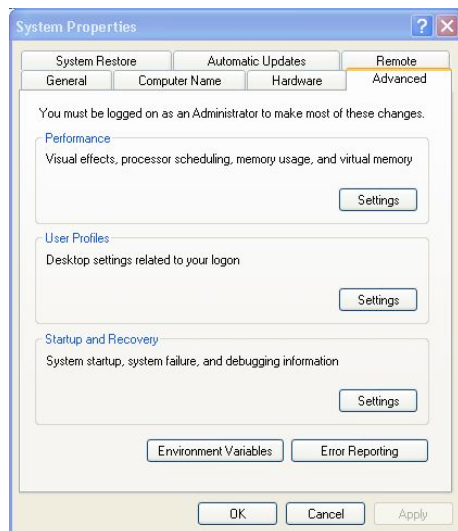 System Properties
System Restore Automatic Updates Remote
General Computer Name Hardware Advanced
You must be logged on as an Administrator to make most of these changes.
Performance
Visual effects, processor scheduling, memory usage, and virtual memory
Settings
User Profiles
Desktop settings related to your logon
Settings
Startup and Recovery
System startup, system failure, and debugging information
Settings
Environment Variables Error Reporting
OK Cancel Apply